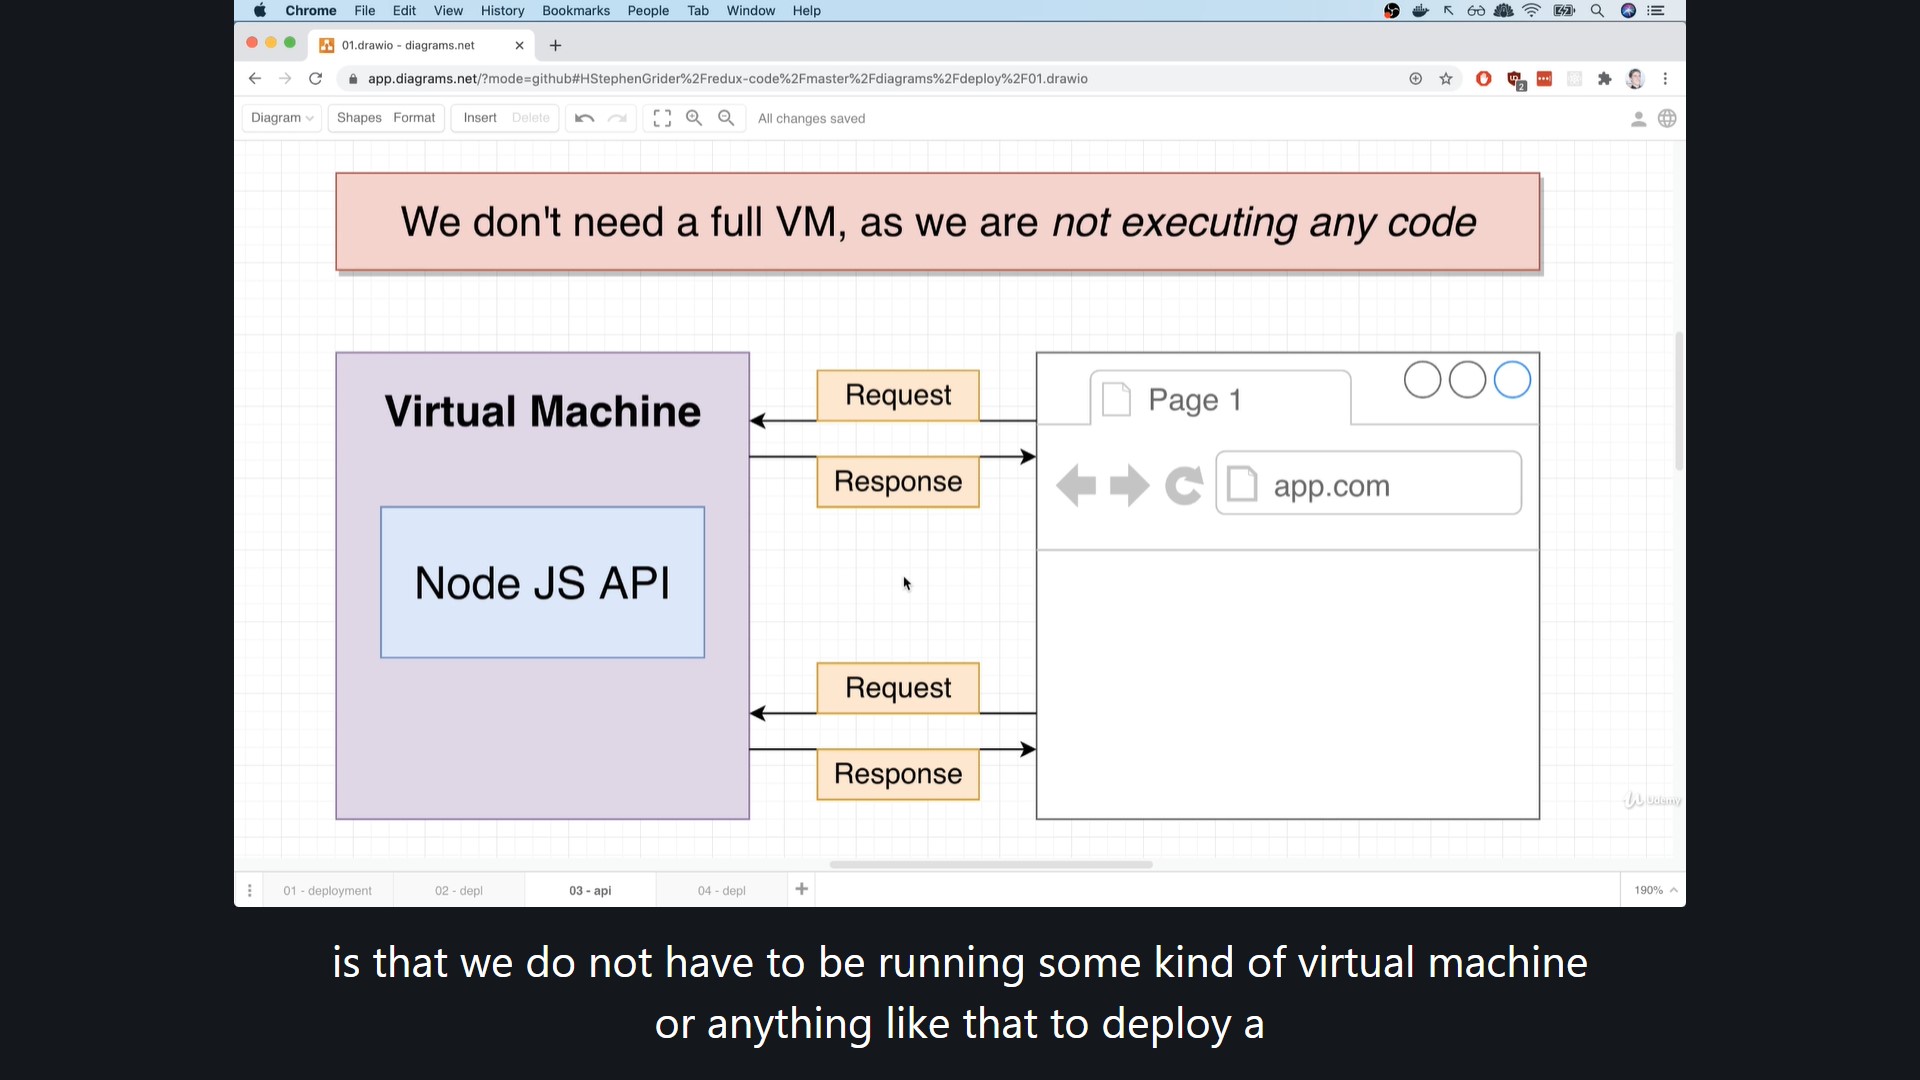 Chrome File Edit View History Bookmarks People Tab Window Help
01.drawio - diagrams.net
app.diagrams.net/?mode=github#HStephenGrider%2Fredux-code%2Fmaster%2Fdiagrams%2Fdeploy%2F01.drawio
2
Diagram Shapes Format Insert Delete All changes saved
We don't need a full VM, as we are not executing any code
Virtual Machine
Node JS API
Request
Response
Request
Response
Page 1
app.com
Udemy
01 - deployment 02 - depl 03 - api 04 - depl 190%
is that we do not have to be running some kind of virtual machine
or anything like that to deploy a